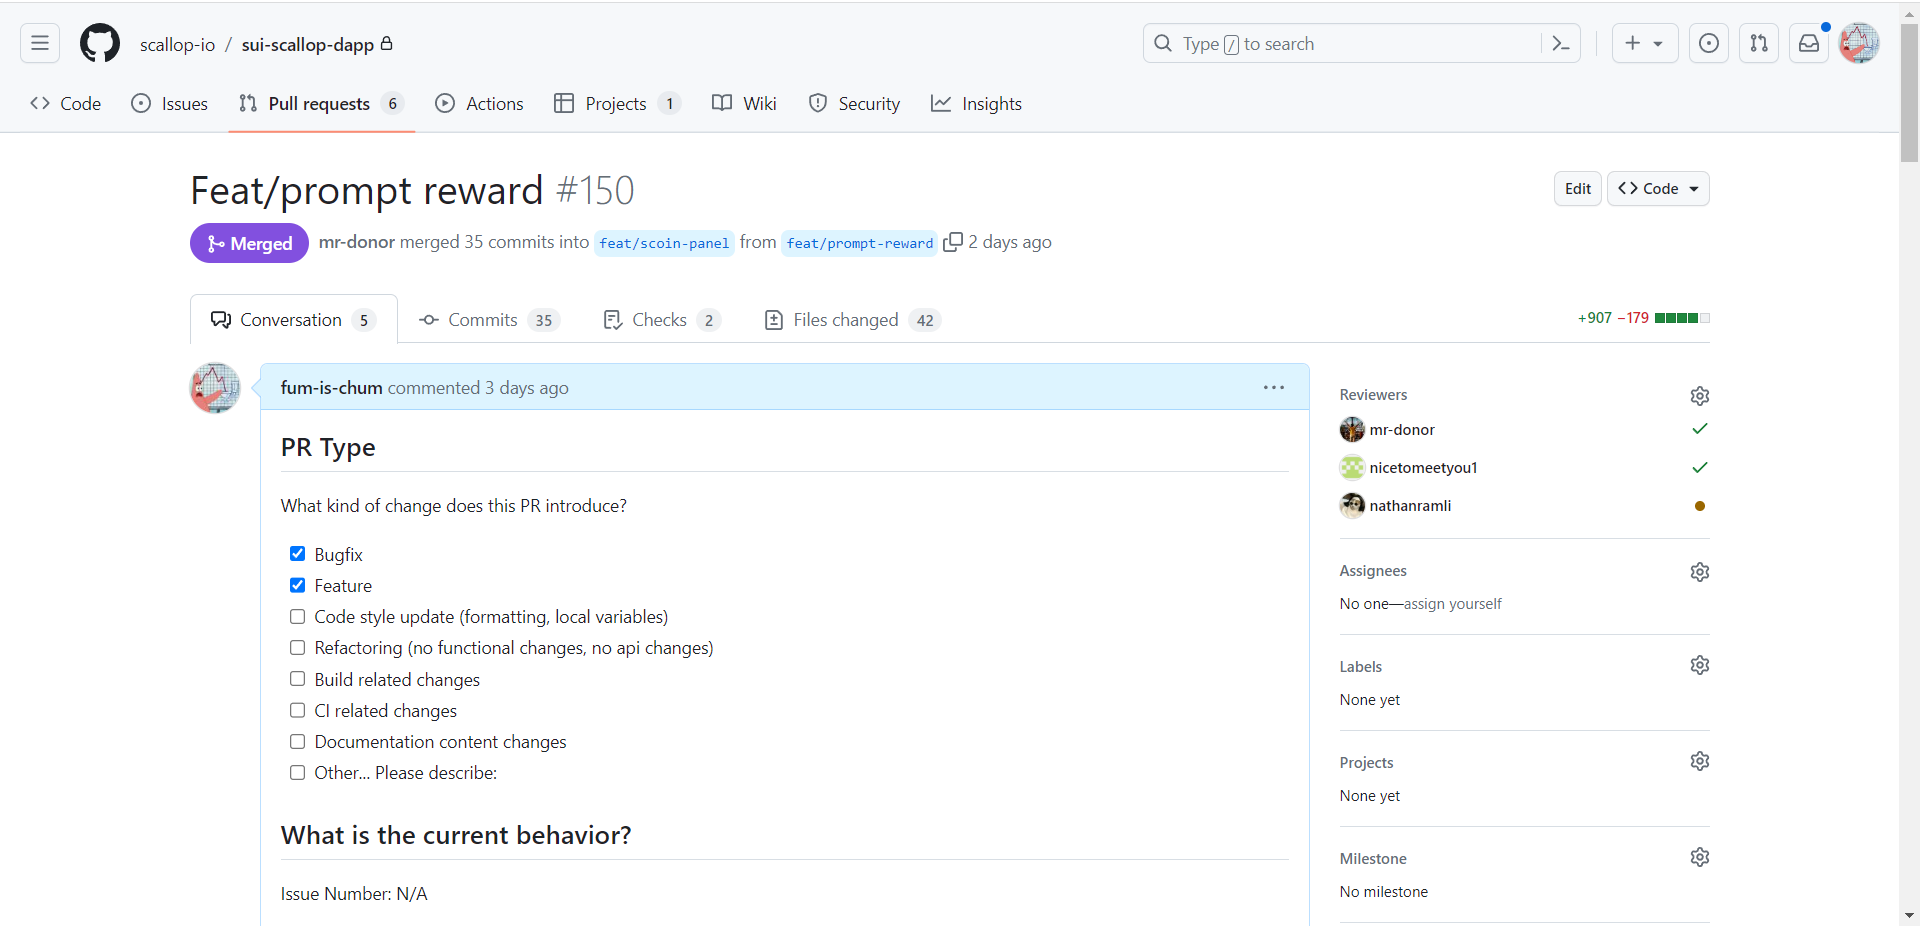 scallop-io / sui-scallop-dapp
Type / to search
Code
Issues
Pull requests 6
Actions
Projects 1
Wiki
Security
Insights
Feat/prompt reward #150
Edit
Code
Merged
mr-donor merged 35 commits into feat/scoin-panel from feat/prompt-reward 2 days ago
Conversation 5
Commits 35
Checks 2
Files changed 42
+907 −179
fum-is-chum commented 3 days ago
PR Type
What kind of change does this PR introduce?
Bugfix
Feature
Code style update (formatting, local variables)
Refactoring (no functional changes, no api changes)
Build related changes
CI related changes
Documentation content changes
Other... Please describe:
What is the current behavior?
Issue Number: N/A
Reviewers
mr-donor
nicetomeetyou1
nathanramli
Assignees
No one—assign yourself
Labels
None yet
Projects
None yet
Milestone
No milestone